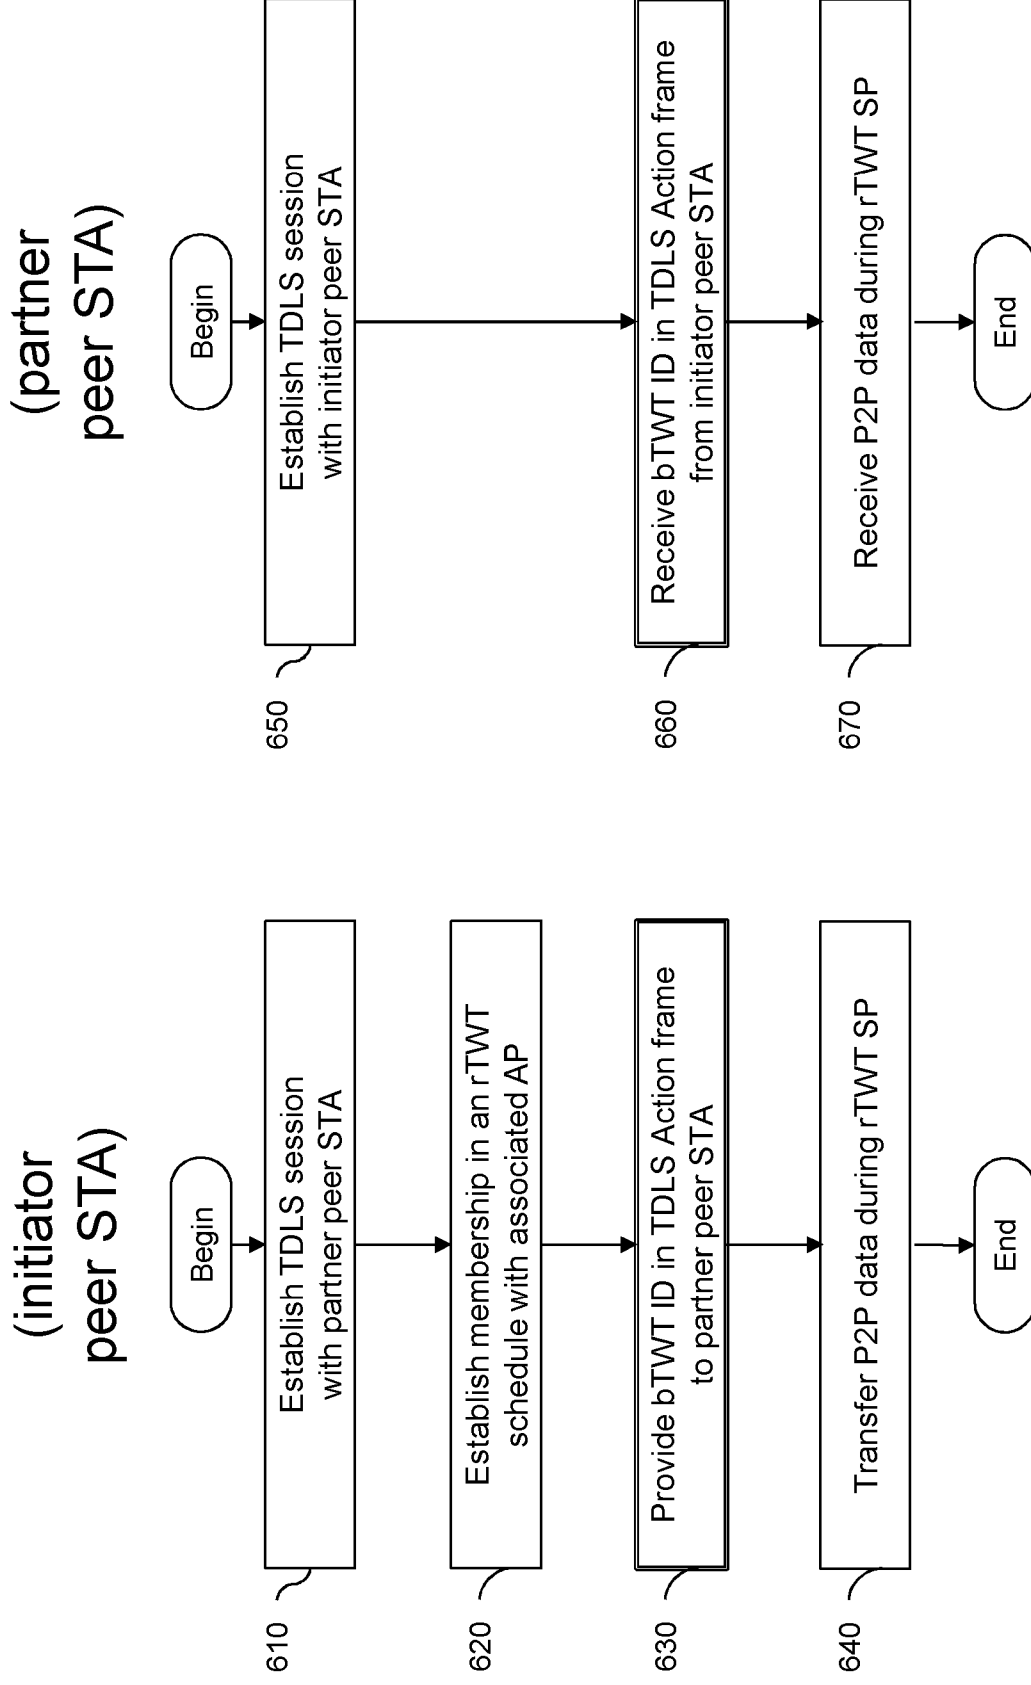 (initiator
peer STA)
Begin
610
Establish TDLS session
with partner peer STA
620
Establish membership in an rTWT
schedule with associated AP
630
Provide bTWT ID in TDLS Action frame
to partner peer STA
640
Transfer P2P data during rTWT SP
End
(partner
peer STA)
Begin
650
Establish TDLS session
with initiator peer STA
660
Receive bTWT ID in TDLS Action frame
from initiator peer STA
670
Receive P2P data during rTWT SP
End